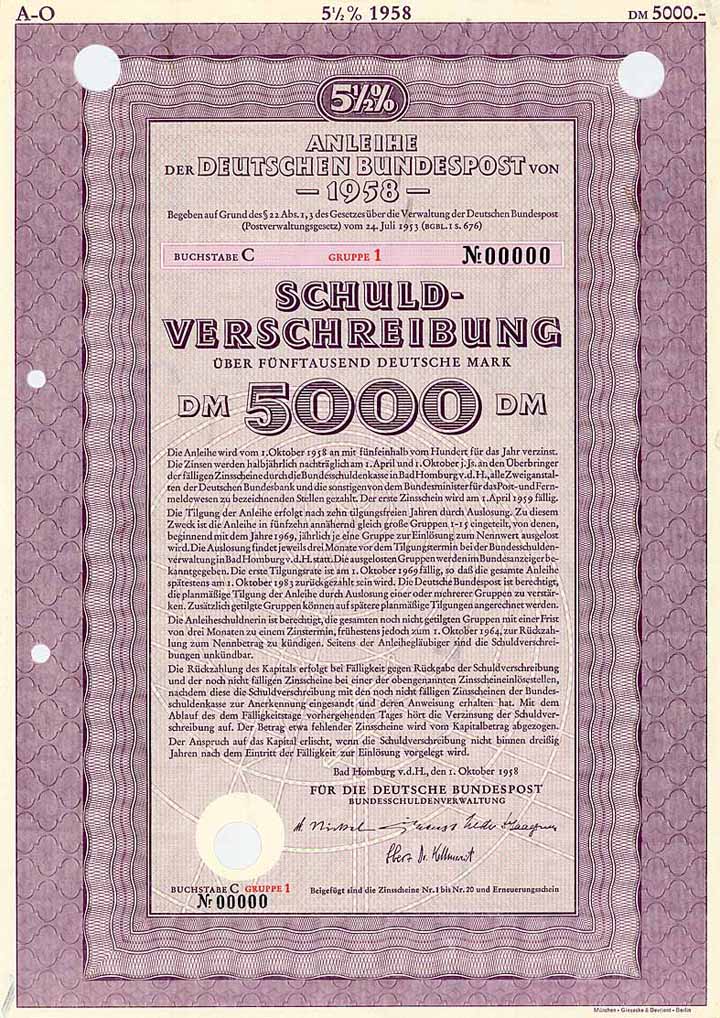 A-O 5½% 1958 DM 5000.-
5½%
ANLEIHE
DER DEUTSCHEN BUNDESPOST VON
— 1958 —
Begeben auf Grund des § 22 Abs. 1, 3 des Gesetzes über die Verwaltung der Deutschen Bundespost
(Postverwaltungsgesetz) vom 24. Juli 1953 (BGBL. I S. 676)
BUCHSTABE C GRUPPE 1 Nr. 00000
SCHULD-
VERSCHREIBUNG
ÜBER FÜNFTAUSEND DEUTSCHE MARK
DM 5000 DM
Die Anleihe wird vom 1. Oktober 1958 an mit fünfeinhalb vom Hundert für das Jahr verzinst.
Die Zinsen werden halbjährlich nachträglich am 1. April und 1. Oktober j. Js. an den Überbringer
der fälligen Zinsscheine durch die Bundesschuldenkasse in Bad Homburg v. d. H., alle Zweiganstal-
ten der Deutschen Bundesbank und die sonstigen von dem Bundesminister für das Post- und Fern-
meldewesen zu bezeichnenden Stellen gezahlt. Der erste Zinsschein wird am 1. April 1959 fällig.
Die Tilgung der Anleihe erfolgt nach zehn tilgungsfreien Jahren durch Auslosung. Zu diesem
Zweck ist die Anleihe in fünfzehn annähernd gleich große Gruppen 1-15 eingeteilt, von denen,
beginnend mit dem Jahre 1969, jährlich je eine Gruppe zur Einlösung zum Nennwert ausgelost
wird. Die Auslosung findet jeweils drei Monate vor dem Tilgungstermin bei der Bundesschulden-
verwaltung in Bad Homburg v. d. H. statt. Die ausgelosten Gruppen werden im Bundesanzeiger be-
kanntgegeben. Die erste Tilgungsrate ist am 1. Oktober 1969 fällig, so daß die gesamte Anleihe
spätestens am 1. Oktober 1983 zurückgezahlt sein wird. Die Deutsche Bundespost ist berechtigt,
die planmäßige Tilgung der Anleihe durch Auslosung einer oder mehrerer Gruppen zu verstär-
ken. Zusätzlich getilgte Gruppen können auf spätere planmäßige Tilgungen angerechnet werden.
Die Anleiheschuldnerin ist berechtigt, die gesamten noch nicht getilgten Gruppen mit einer Frist
von drei Monaten zu einem Zinstermin, frühestens jedoch zum 1. Oktober 1964, zur Rückzah-
lung zum Nennbetrag zu kündigen. Seitens der Anleihegläubiger sind die Schuldverschrei-
bungen unkündbar.
Die Rückzahlung des Kapitals erfolgt bei Fälligkeit gegen Rückgabe der Schuldverschreibung
und der noch nicht fälligen Zinsscheine bei einer der obengenannten Zinsscheineinlösestellen,
nachdem diese die Schuldverschreibung mit den noch nicht fälligen Zinsscheinen der Bundes-
schuldenkasse zur Anerkennung eingesandt und deren Anweisung erhalten hat. Mit dem
Ablauf des dem Fälligkeitstage vorhergehenden Tages hört die Verzinsung der Schuldver-
schreibung auf. Der Betrag etwa fehlender Zinsscheine wird vom Kapitalbetrag abgezogen.
Der Anspruch auf das Kapital erlischt, wenn die Schuldverschreibung nicht binnen dreißig
Jahren nach dem Eintritt der Fälligkeit zur Einlösung vorgelegt wird.
Bad Homburg v. d. H., den 1. Oktober 1958
FÜR DIE DEUTSCHE BUNDESPOST
BUNDESSCHULDENVERWALTUNG
BUCHSTABE C GRUPPE 1
Nr. 00000
Beigefügt sind die Zinsscheine Nr. 1 bis Nr. 20 und Erneuerungsschein
München • Giesecke & Devrient • Berlin